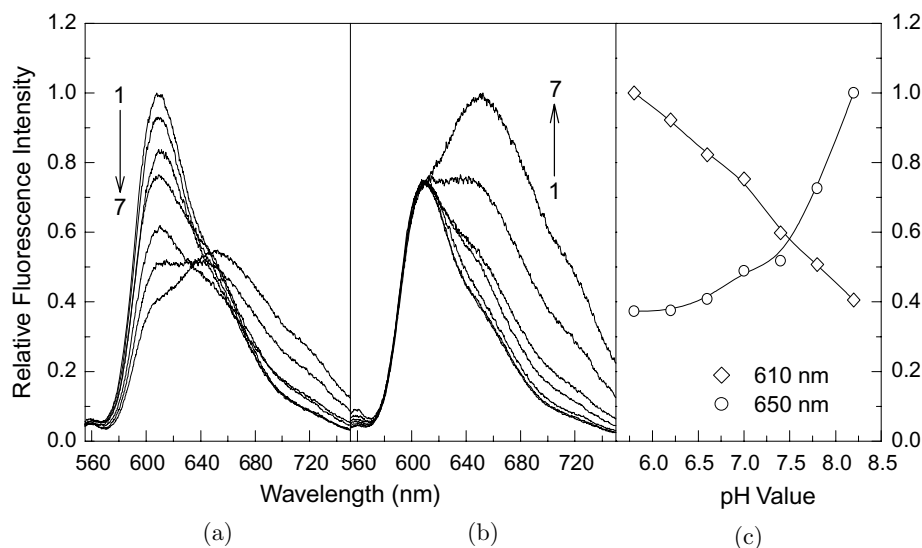 1.2
1.0
0.8
0.6
0.4
0.2
0.0
Relative Fluorescence Intensity
1
7
7
1
610 nm
650 nm
1.2
1.0
0.8
0.6
0.4
0.2
0.0
560 600 640 680 720
560 600 640 680 720
6.0 6.5 7.0 7.5 8.0 8.5
Wavelength (nm)
pH Value
(a) (b) (c)